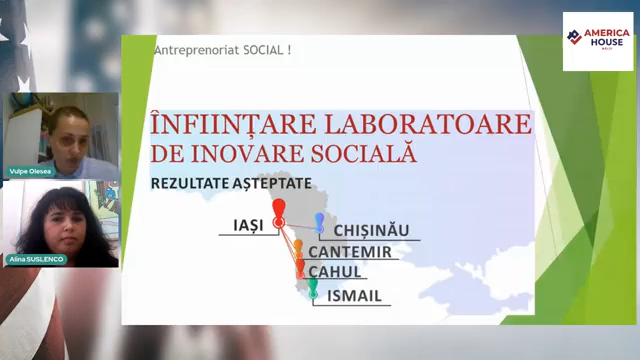 Antreprenoriat SOCIAL !
AMERICA
HOUSE
BĂLȚI
ÎNFIINȚARE LABORATOARE
DE INOVARE SOCIALĂ
REZULTATE AȘTEPTATE
Vulpe Olesea
IAȘI
CHIȘINĂU
CANTEMIR
CAHUL
Alina SUSLENCO
ISMAIL